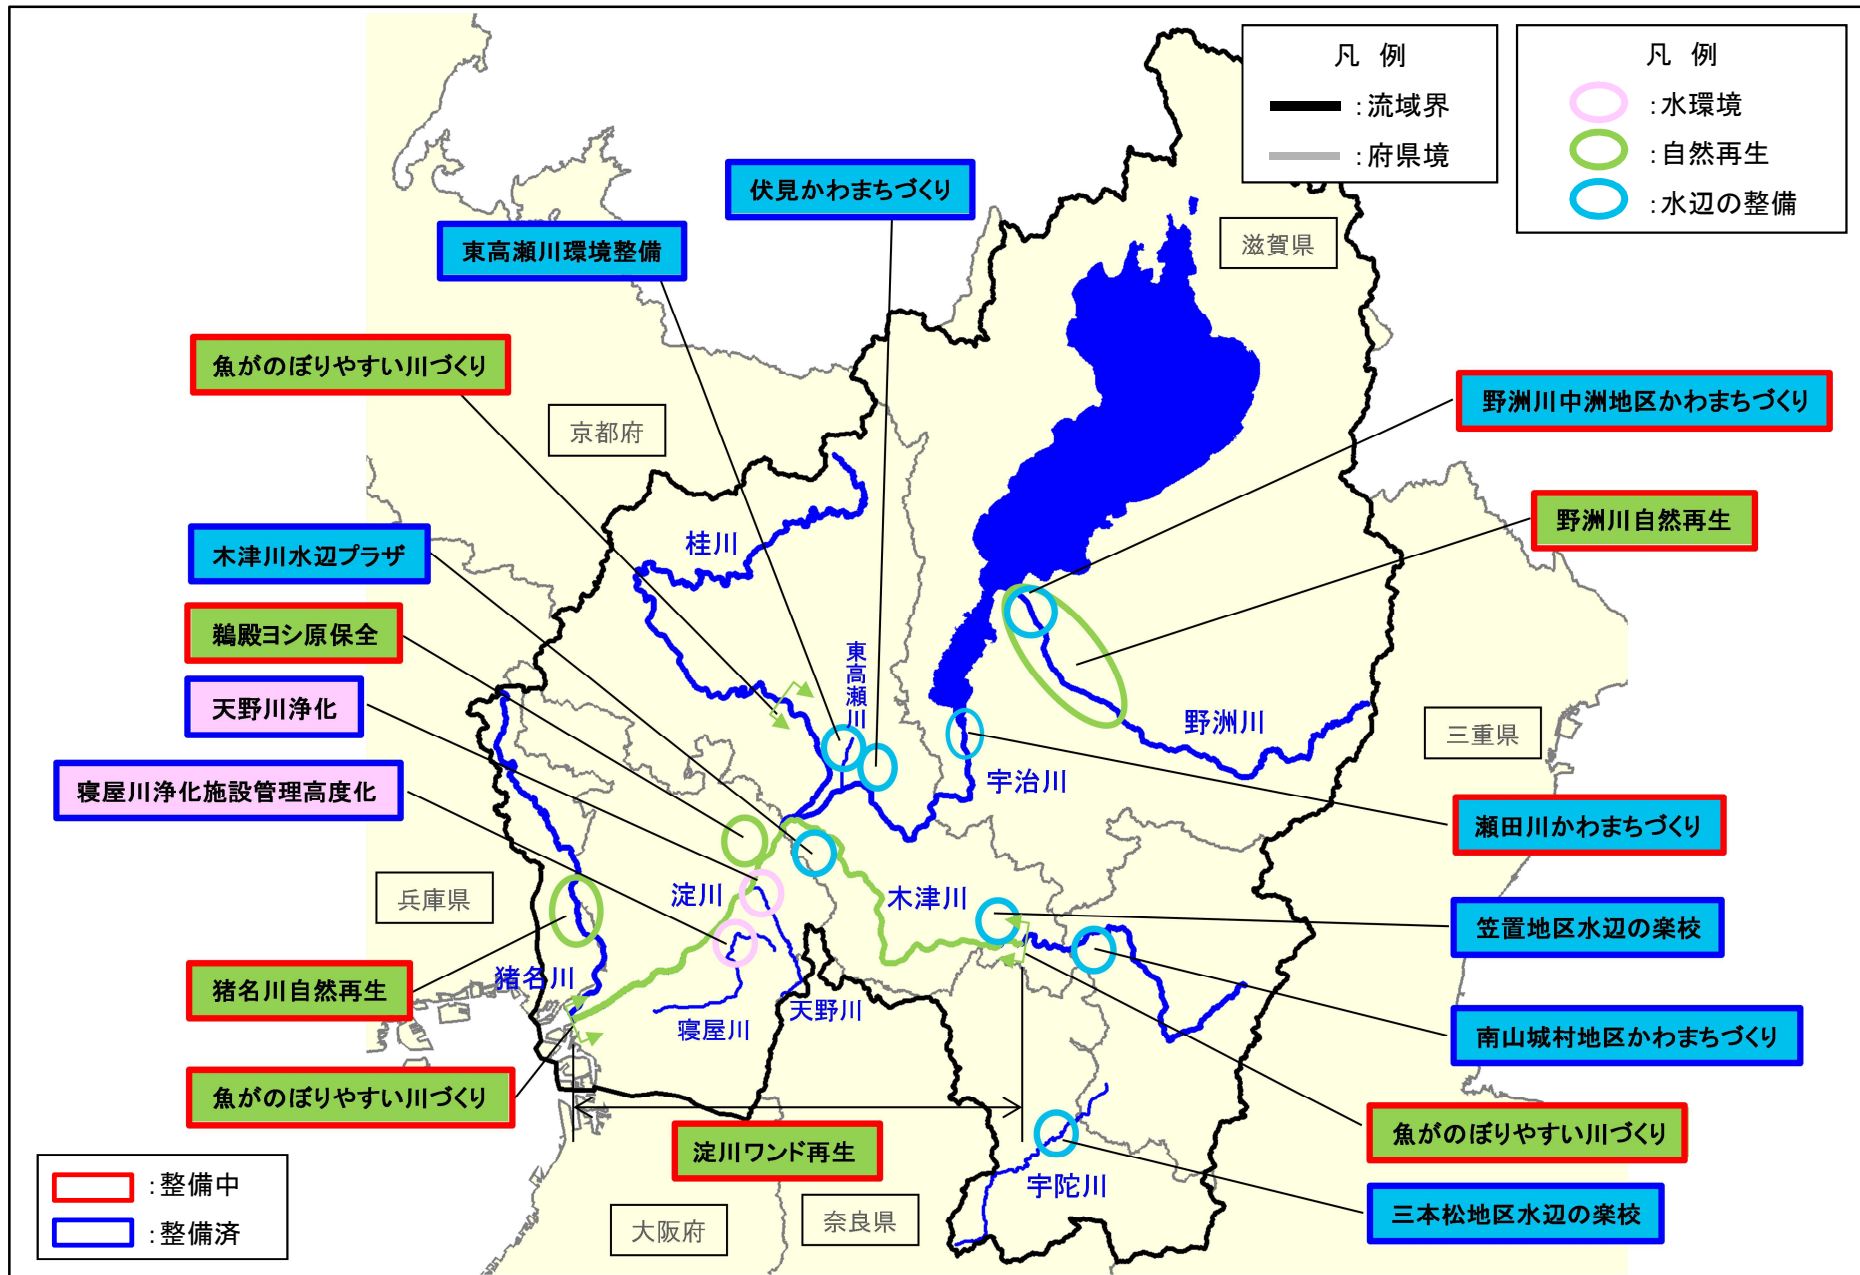 凡 例
：流域界
：府県境
凡 例
：水環境
：自然再生
：水辺の整備
伏見かわまちづくり
東高瀬川環境整備
滋賀県
魚がのぼりやすい川づくり
野洲川中洲地区かわまちづくり
京都府
野洲川自然再生
木津川水辺プラザ
桂川
鵜殿ヨシ原保全
東高瀬川
天野川浄化
野洲川
三重県
寝屋川浄化施設管理高度化
宇治川
瀬田川かわまちづくり
兵庫県
淀川
木津川
笠置地区水辺の楽校
猪名川
猪名川自然再生
天野川
寝屋川
南山城村地区かわまちづくり
魚がのぼりやすい川づくり
魚がのぼりやすい川づくり
淀川ワンド再生
宇陀川
三本松地区水辺の楽校
大阪府
奈良県
：整備中
：整備済